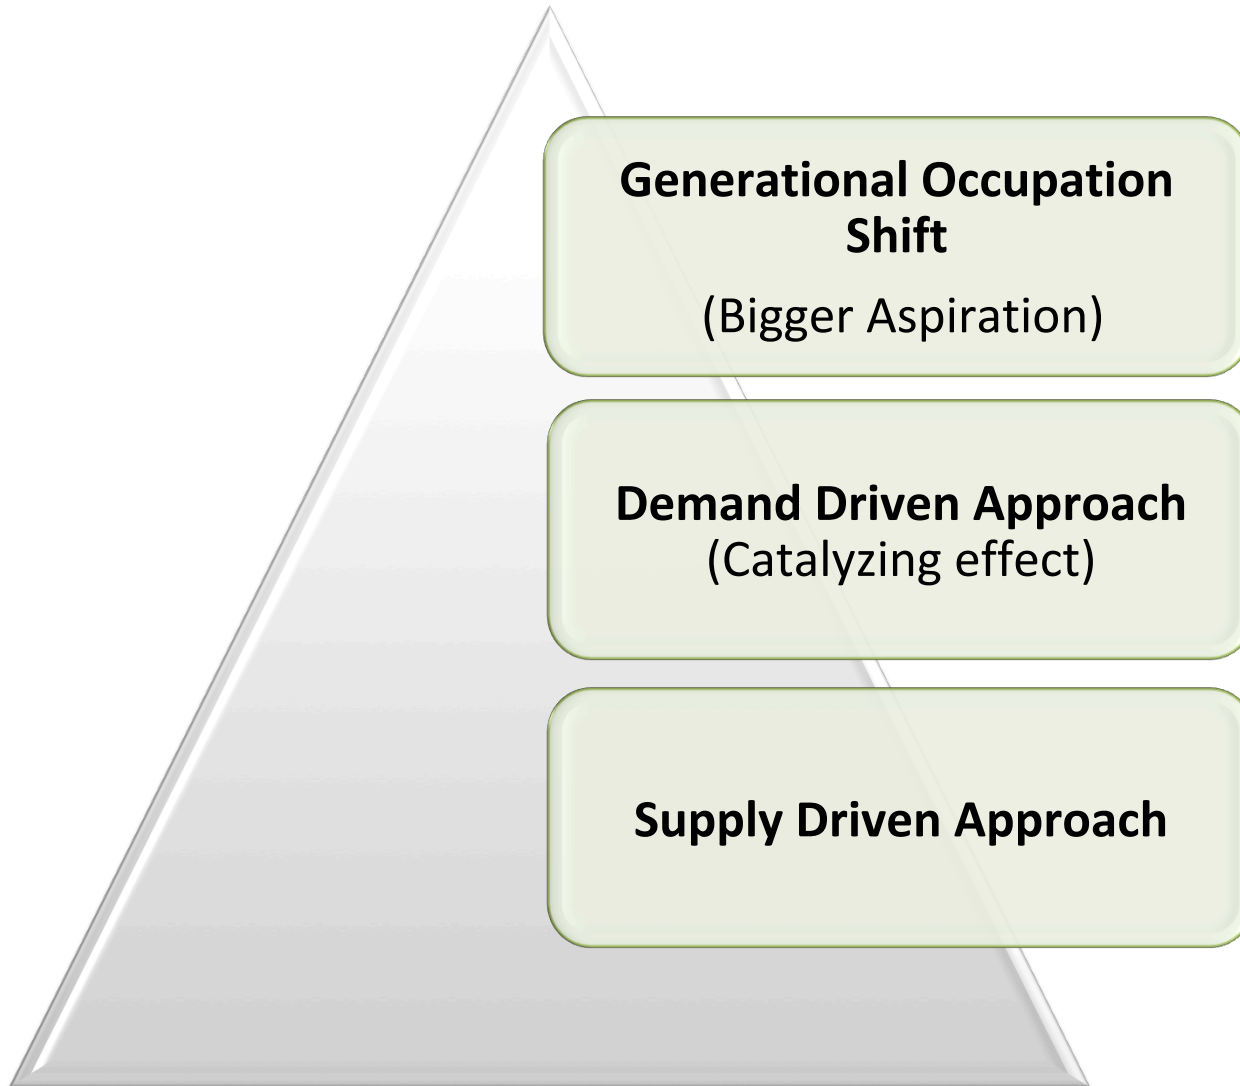 Generational Occupation
Shift
(Bigger Aspiration)
Demand Driven Approach
(Catalyzing effect)
Supply Driven Approach